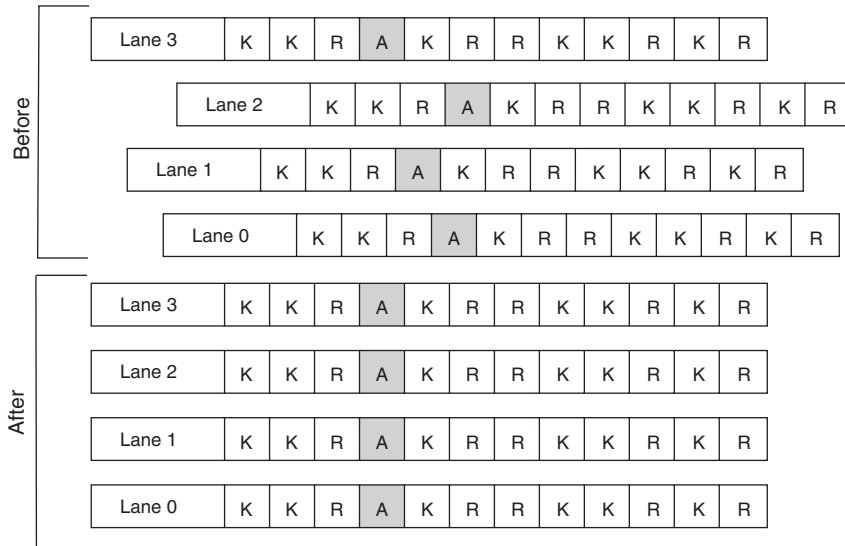 Before
Lane 3 K K R A K R R K K R K R
Lane 2 K K R A K R R K K R K R
Lane 1 K K R A K R R K K R K R
Lane 0 K K R A K R R K K R K R
After
Lane 3 K K R A K R R K K R K R
Lane 2 K K R A K R R K K R K R
Lane 1 K K R A K R R K K R K R
Lane 0 K K R A K R R K K R K R